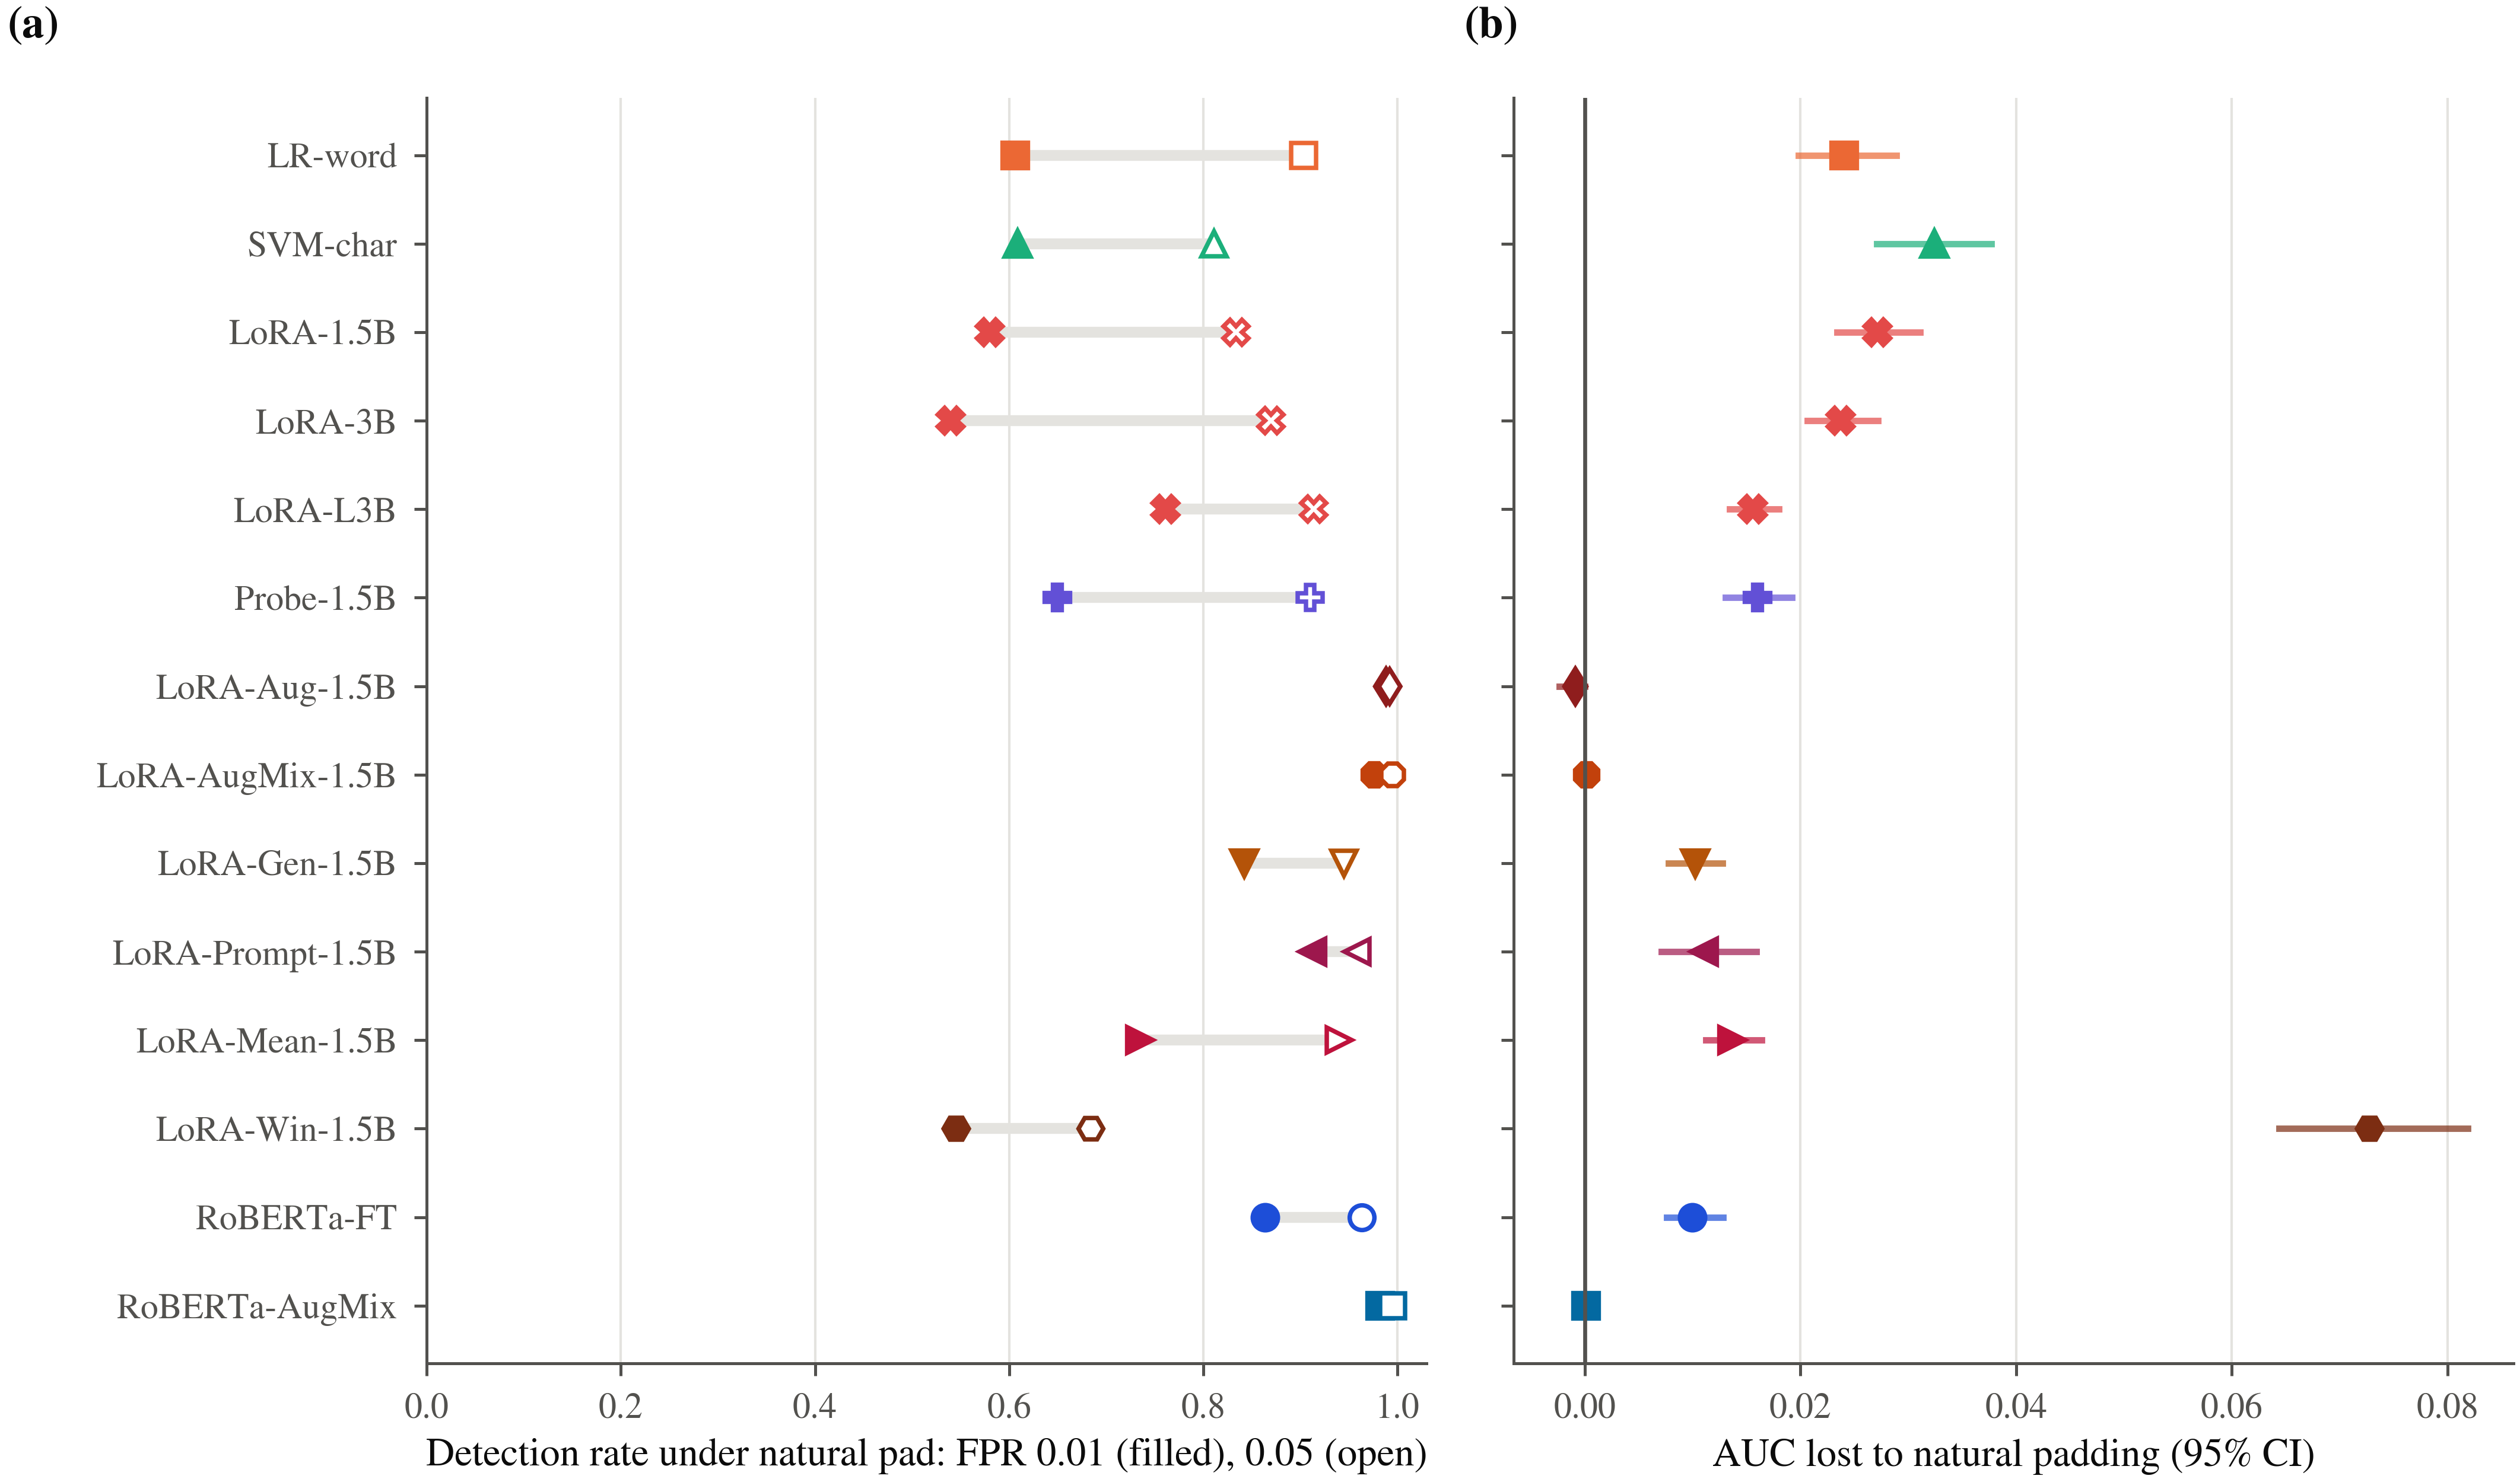 (a)
(b)
LR-word
SVM-char
LoRA-1.5B
LoRA-3B
LoRA-L3B
Probe-1.5B
LoRA-Aug-1.5B
LoRA-AugMix-1.5B
LoRA-Gen-1.5B
LoRA-Prompt-1.5B
LoRA-Mean-1.5B
LoRA-Win-1.5B
RoBERTa-FT
RoBERTa-AugMix
0.0 0.2 0.4 0.6 0.8 1.0
Detection rate under natural pad: FPR 0.01 (filled), 0.05 (open)
0.00 0.02 0.04 0.06 0.08
AUC lost to natural padding (95% CI)